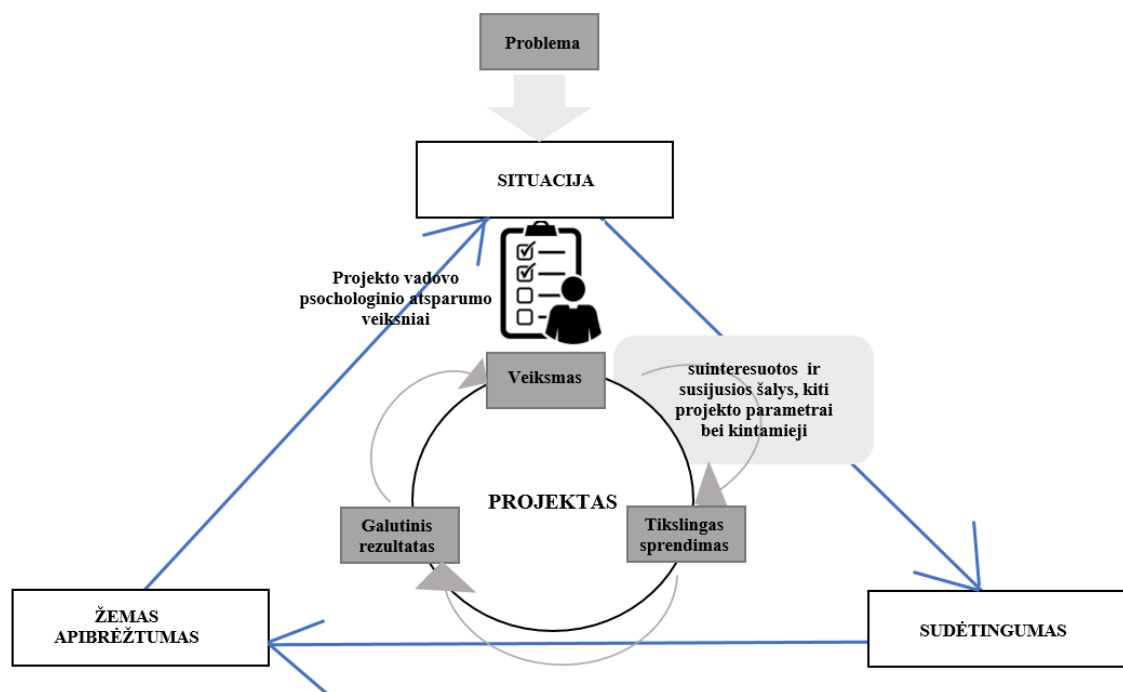 Problema
SITUACIJA
Projekto vadovo
psochologinio atsparumo
veiksniai
Veiksmas
suinteresuotos ir
susijusios šalys, kiti
projekto parametrai
bei kintamieji
PROJEKTAS
Galutinis
rezultatas
Tikslingas
sprendimas
ŽEMAS
APIBRĖŽTUMAS
SUDĖTINGUMAS